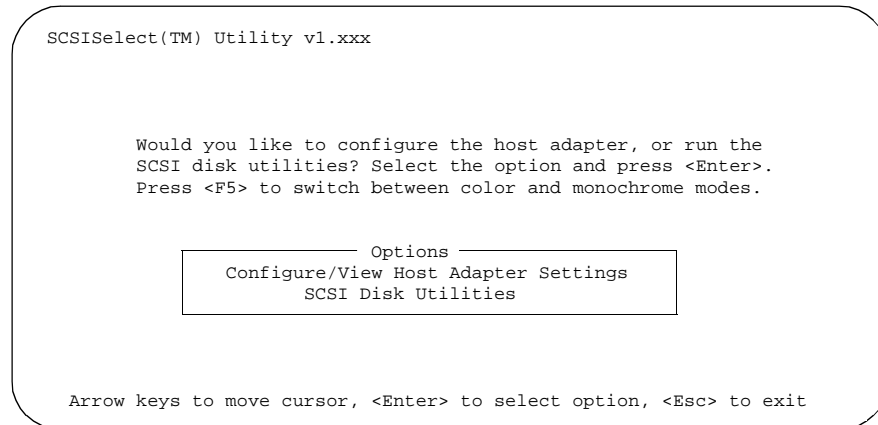 SCSISelect(TM) Utility v1.xxx
Would you like to configure the host adapter, or run the
SCSI disk utilities? Select the option and press <Enter>.
Press <F5> to switch between color and monochrome modes.
Options
Configure/View Host Adapter Settings
SCSI Disk Utilities
Arrow keys to move cursor, <Enter> to select option, <Esc> to exit